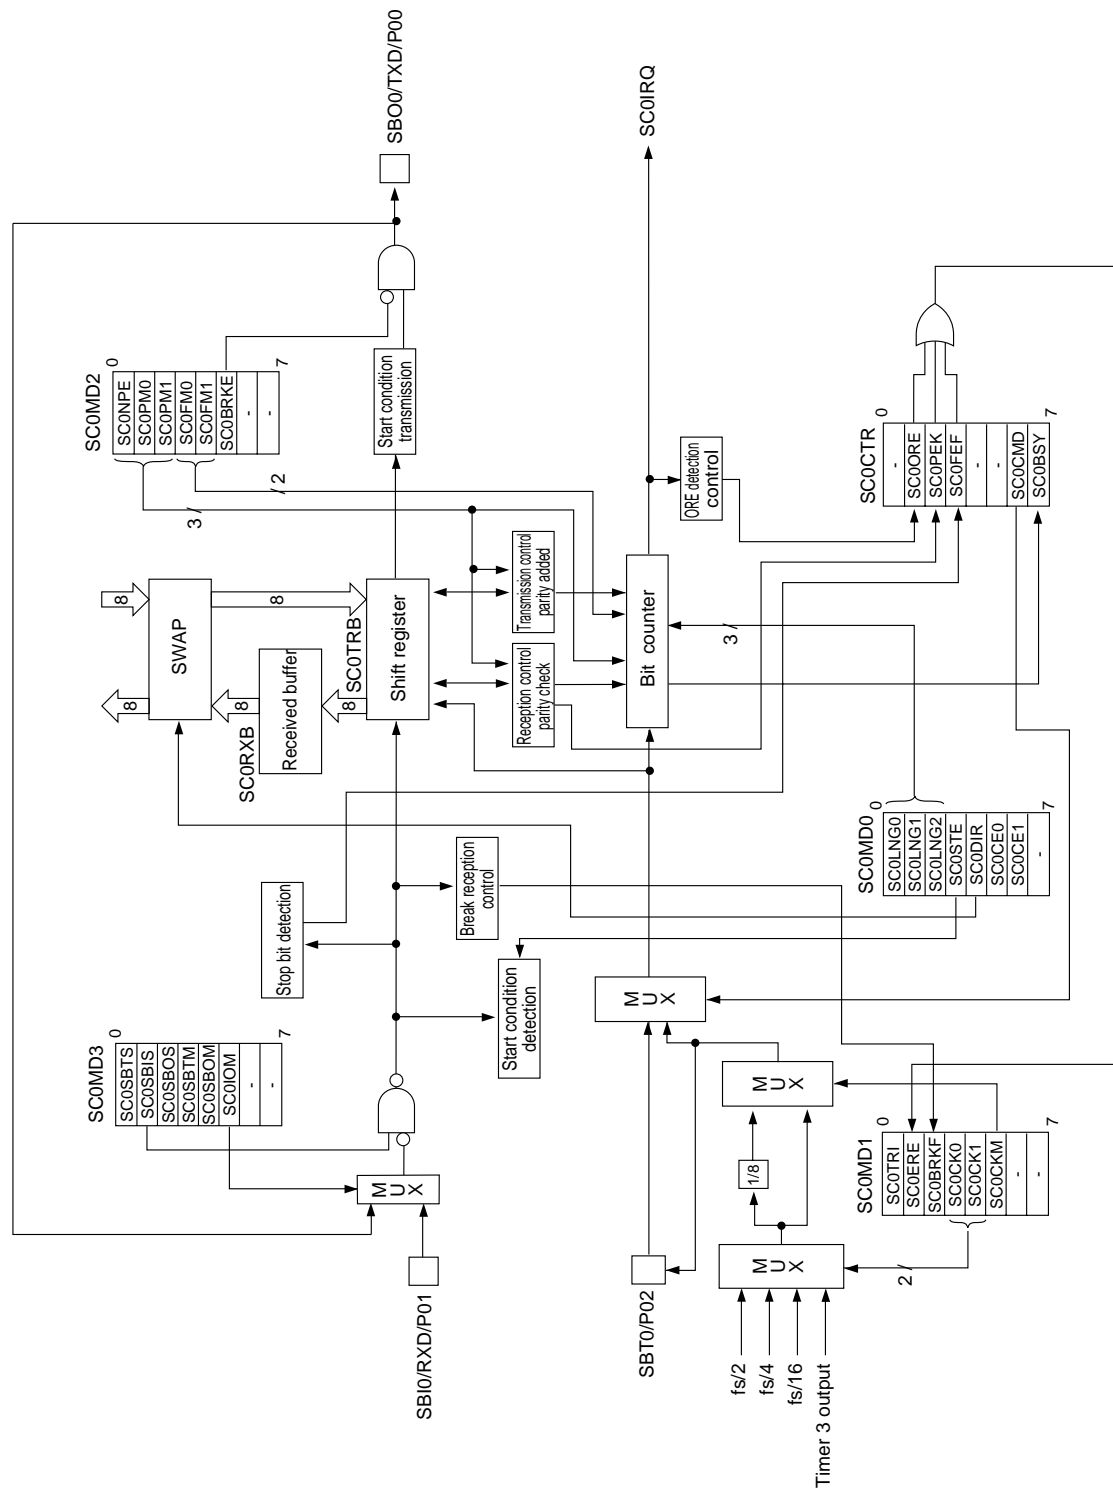 SC0MD3
0
SC0SBTS
SC0SBIS
SC0SBOS
SC0SBTM
SC0SBOM
SC0IOM
-
-
7
SBI0/RXD/P01
M
U
X
Stop bit detection
Start condition
detection
Break reception
control
8
8
SWAP
8
8
SC0RXB
Received buffer
8
SC0TRB
Shift register
SC0MD2
0
SC0NPE
SC0PM0
SC0PM1
SC0FM0
SC0FM1
SC0BRKE
-
-
7
3
/
/
2
Start condition
transmission
SBO0/TXD/P00
Reception control
parity check
Transmission control
parity added
SBT0/P02
M
U
X
Bit counter
SC0IRQ
ORE detection
control
3
/
fs/2
fs/4
fs/16
Timer 3 output
M
U
X
1/8
M
U
X
2
/
SC0MD1
0
SC0TRI
SC0ERE
SC0BRKF
SC0CK0
SC0CK1
SC0CKM
-
-
7
SC0MD0
0
SC0LNG0
SC0LNG1
SC0LNG2
SC0STE
SC0DIR
SC0CE0
SC0CE1
-
7
SC0CTR
0
-
SC0ORE
SC0PEK
SC0FEF
-
-
SC0CMD
SC0BSY
7